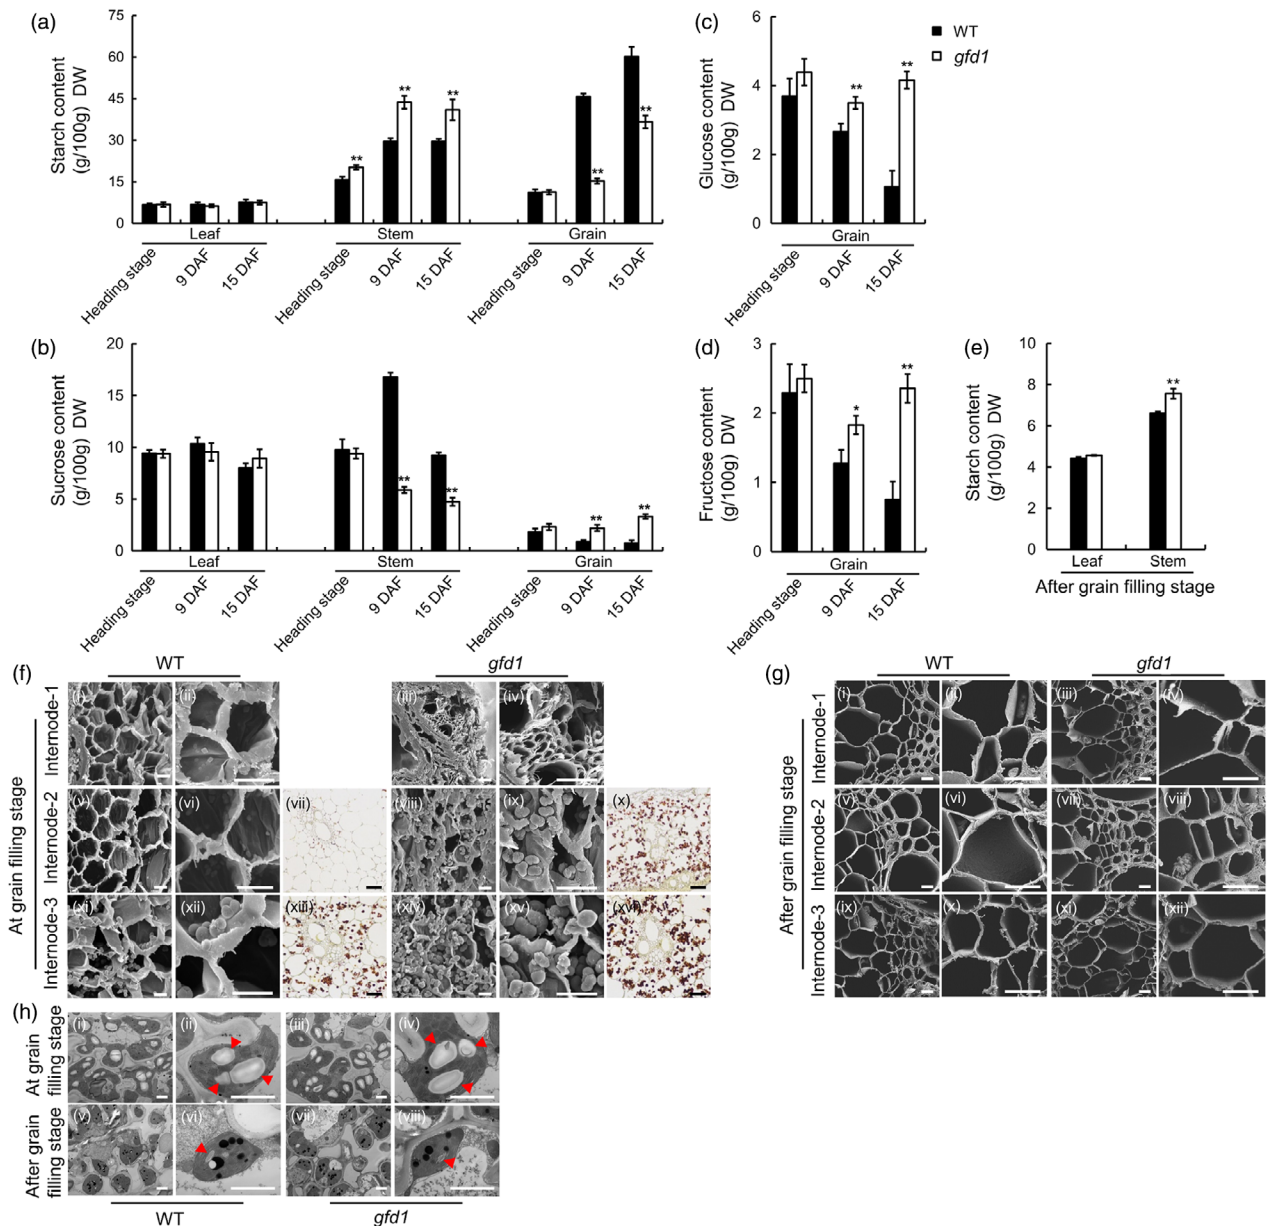 (a)
Starch content
(g/100g) DW
75
60
45
30
15
0
** ** ** ** **
Leaf Stem Grain
Heading stage 9 DAF 15 DAF Heading stage 9 DAF 15 DAF Heading stage 9 DAF 15 DAF
(c)
Glucose content
(g/100g) DW
6
4
2
0
** **
Grain
Heading stage 9 DAF 15 DAF
WT
gfd1
(b)
Sucrose content
(g/100g) DW
20
15
10
5
0
** ** ** **
Leaf Stem Grain
Heading stage 9 DAF 15 DAF Heading stage 9 DAF 15 DAF Heading stage 9 DAF 15 DAF
(d)
Fructose content
(g/100g) DW
3
2
1
0
* **
Grain
Heading stage 9 DAF 15 DAF
(e)
Starch content
(g/100g) DW
10
8
6
4
2
0
**
Leaf Stem
After grain filling stage
(f)
WT gfd1
At grain filling stage
Internode-1
(i) (ii) (iii) (iv)
Internode-2
(v) (vi) (vii) (viii) (ix) (x)
Internode-3
(xi) (xii) (xiii) (xiv) (xv) (xvi)
(g)
WT gfd1
After grain filling stage
Internode-1
(i) (ii) (iii) (iv)
Internode-2
(v) (vi) (vii) (viii)
Internode-3
(ix) (x) (xi) (xii)
(h)
At grain
filling stage
(i) (ii) (iii) (iv)
After grain
filling stage
(v) (vi) (vii) (viii)
WT gfd1